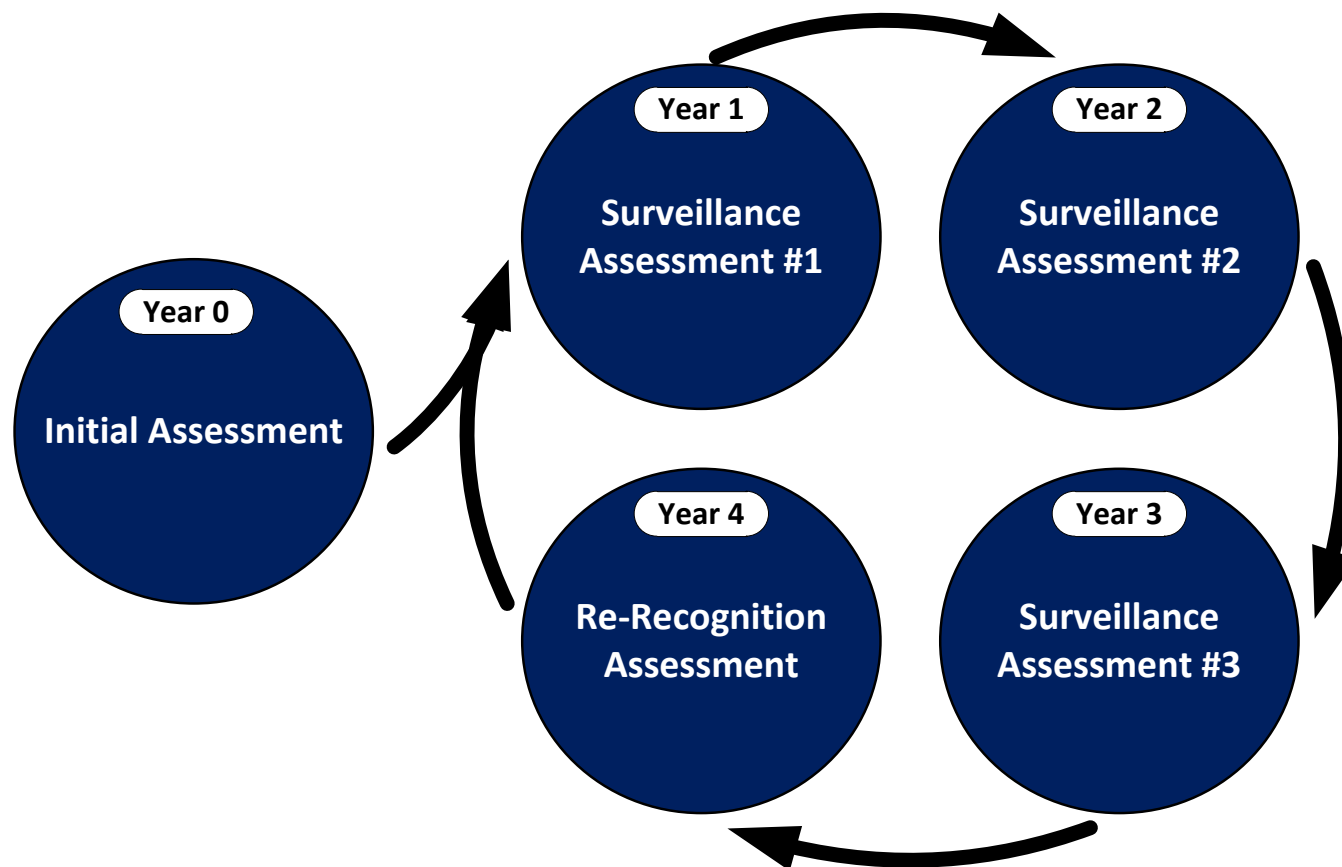 Year 0
Initial Assessment
Year 1
Surveillance
Assessment #1
Year 2
Surveillance
Assessment #2
Year 3
Surveillance
Assessment #3
Year 4
Re-Recognition
Assessment